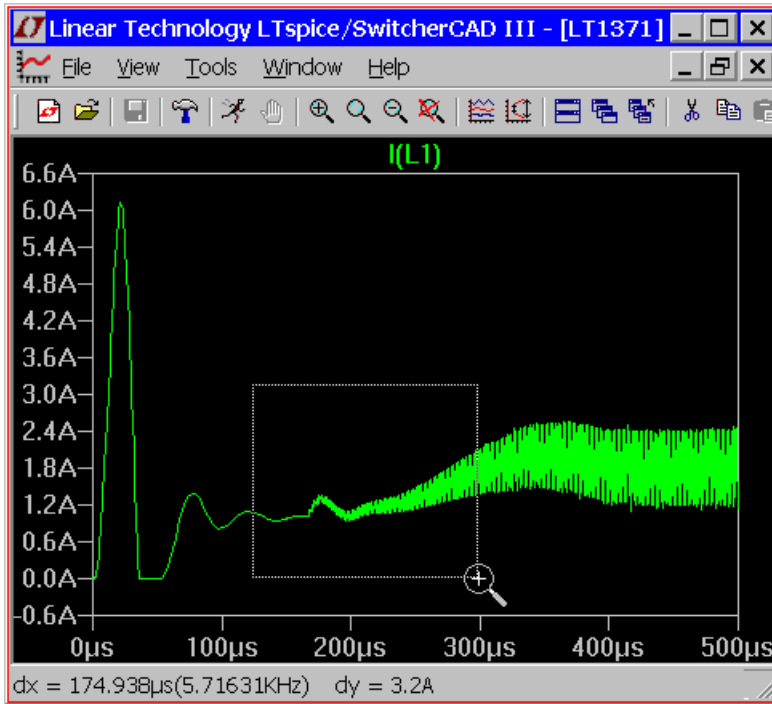 Linear Technology LTspice/SwitcherCAD III - [LT1371]
File View Tools Window Help
I(L1)
6.6A
6.0A
5.4A
4.8A
4.2A
3.6A
3.0A
2.4A
1.8A
1.2A
0.6A
0.0A
-0.6A
0µs 100µs 200µs 300µs 400µs 500µs
dx = 174.938µs(5.71631KHz) dy = 3.2A